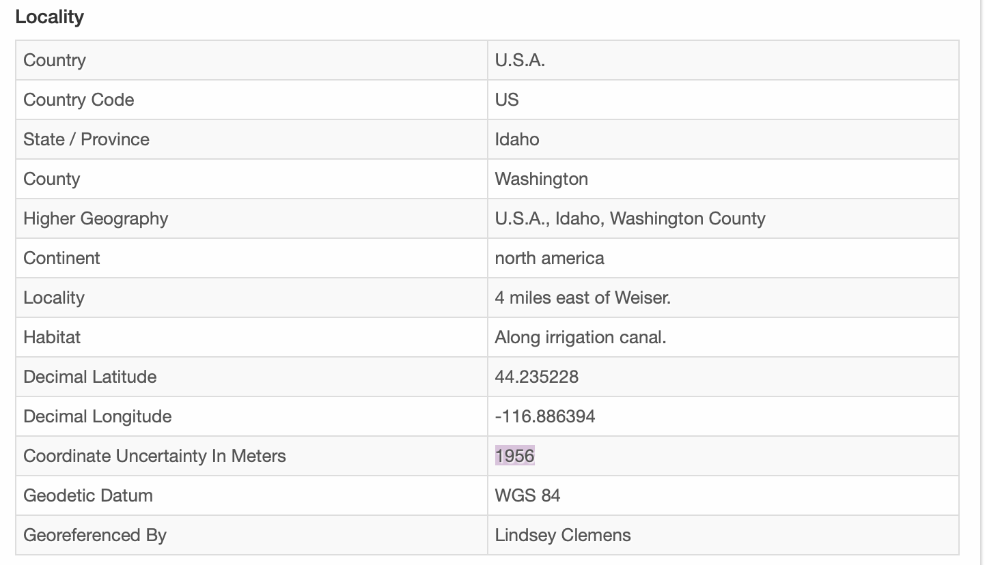 Locality
Country U.S.A.
Country Code US
State / Province Idaho
County Washington
Higher Geography U.S.A., Idaho, Washington County
Continent north america
Locality 4 miles east of Weiser.
Habitat Along irrigation canal.
Decimal Latitude 44.235228
Decimal Longitude -116.886394
Coordinate Uncertainty In Meters 1956
Geodetic Datum WGS 84
Georeferenced By Lindsey Clemens